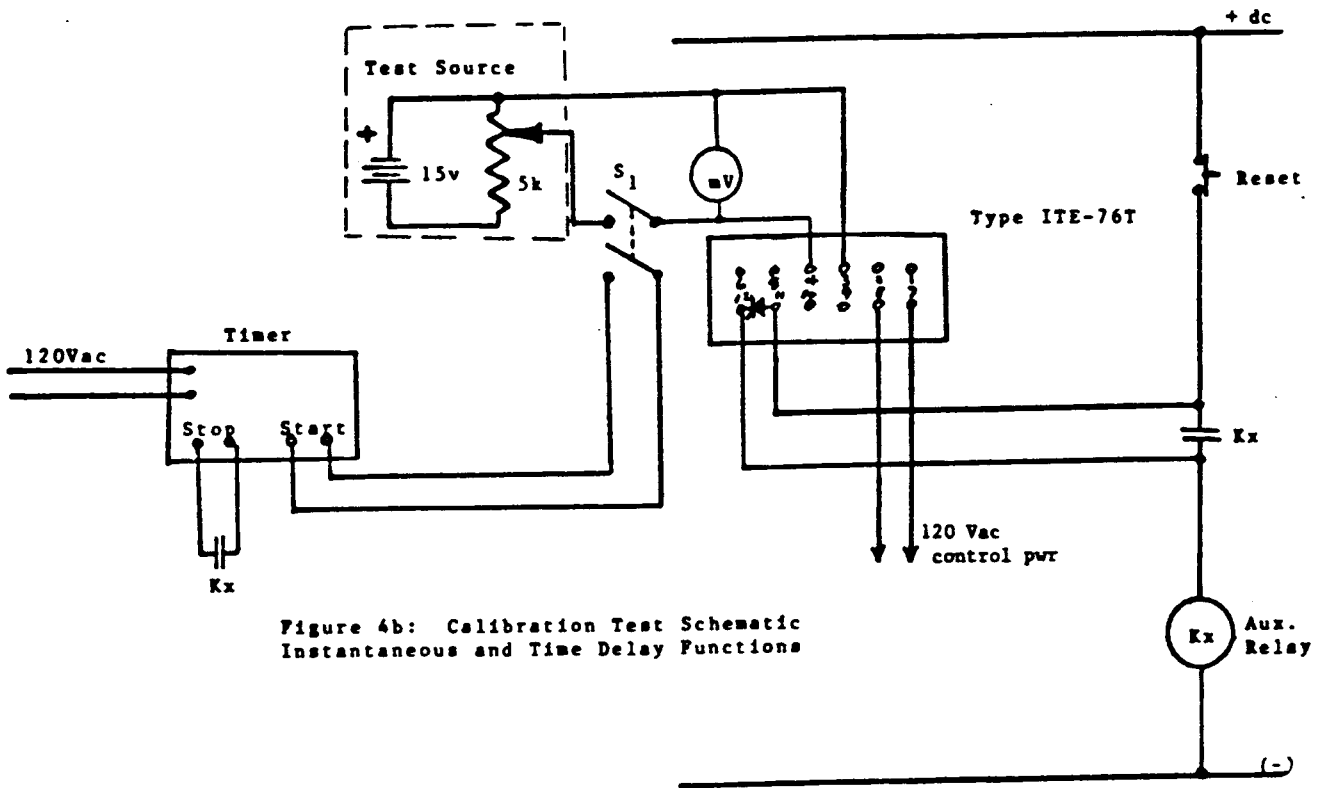 + dc
Test Source
+
15v
5k
S1
mV
Reset
Type ITE-76T
Timer
120Vac
Stop
Start
Kx
Kx
120 Vac
control pwr
Kx
Aux.
Relay
Figure 4b: Calibration Test Schematic
Instantaneous and Time Delay Functions
(-)